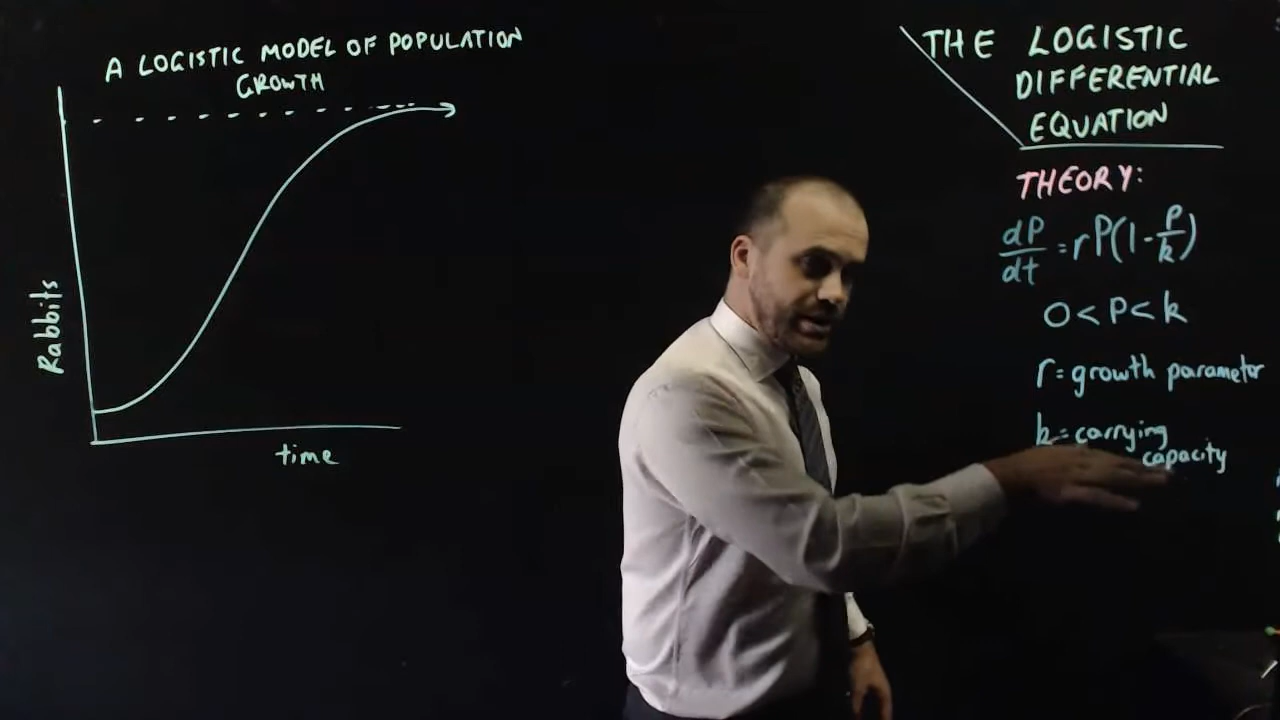 A LOGISTIC MODEL OF POPULATION
GROWTH
Rabbits
time
THE LOGISTIC
DIFFERENTIAL
EQUATION
THEORY:
dP/dt = rP(1-P/k)
0<P<k
r=growth parameter
k=carrying
capacity